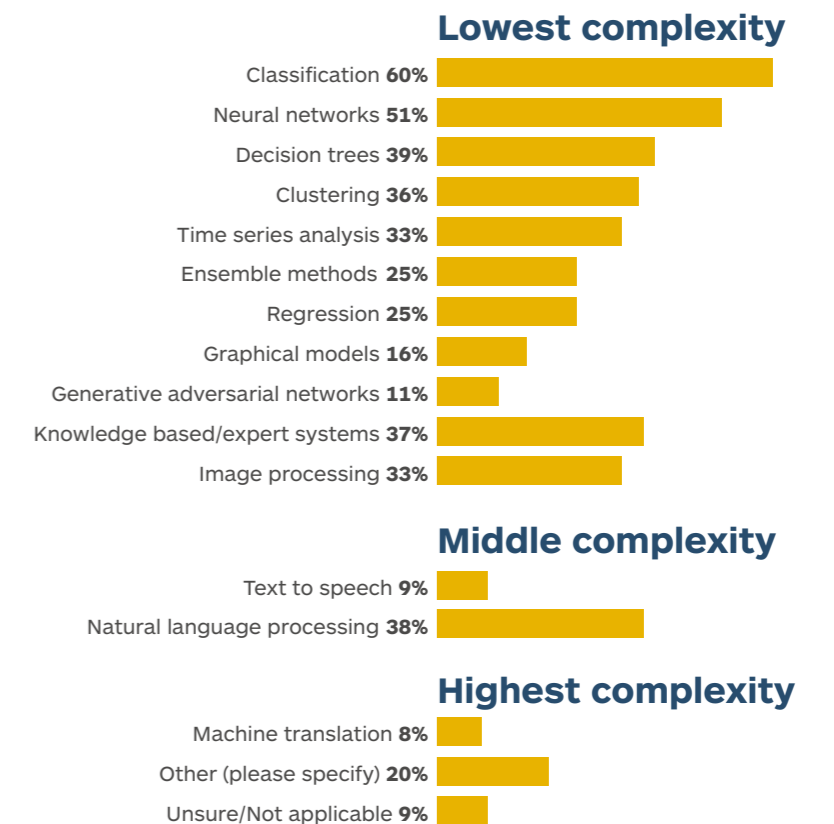 Lowest complexity
Classification 60%
Neural networks 51%
Decision trees 39%
Clustering 36%
Time series analysis 33%
Ensemble methods 25%
Regression 25%
Graphical models 16%
Generative adversarial networks 11%
Knowledge based/expert systems 37%
Image processing 33%
Middle complexity
Text to speech 9%
Natural language processing 38%
Highest complexity
Machine translation 8%
Other (please specify) 20%
Unsure/Not applicable 9%